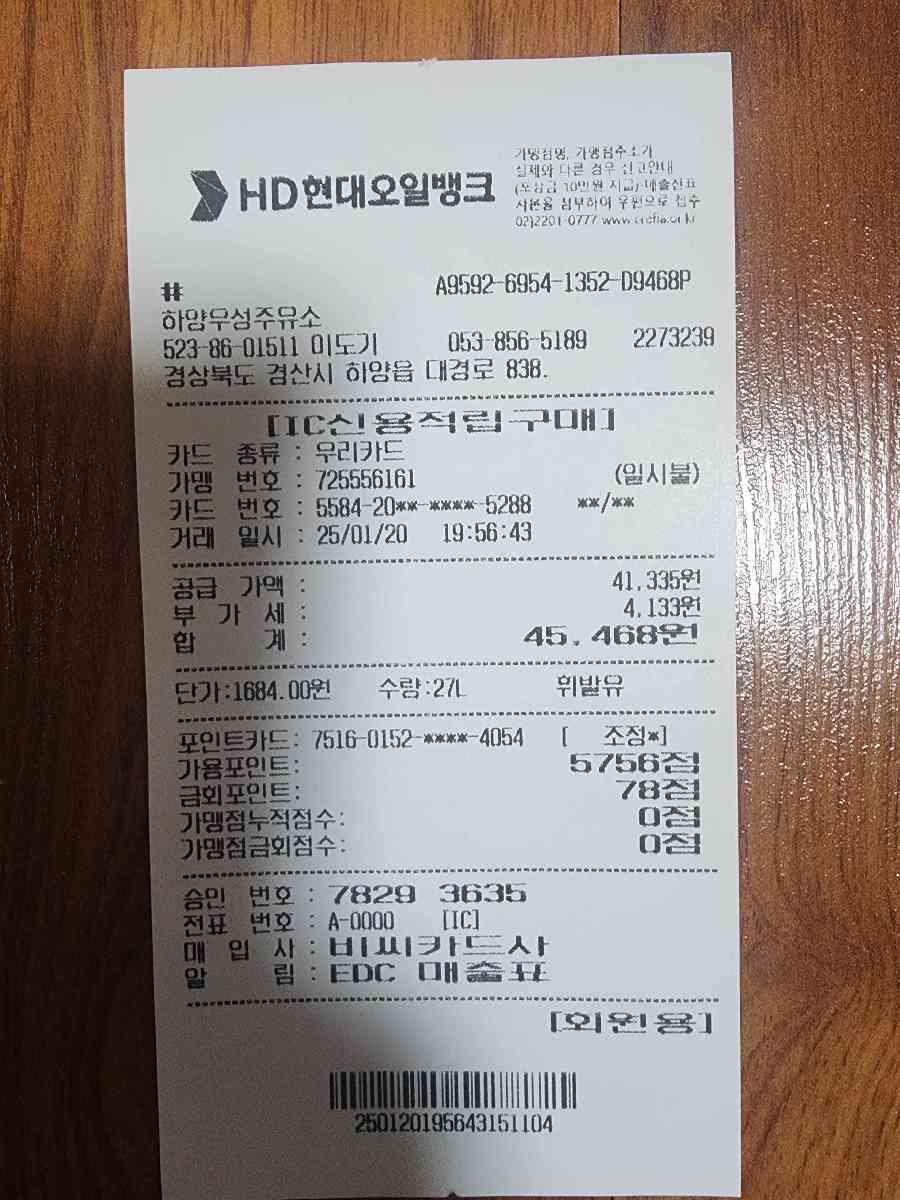 HD현대오일뱅크
가맹점명, 가맹점주소가
실제와 다른 경우 신고안내
(포상금 10만원 지급) 매출전표
사본을 첨부하여 우편으로 접수
02)2201-0777 www.crefia.or.kr
# A9592-6954-1352-D9468P
하양우성주유소
523-86-01511 이도기 053-856-5189 2273239
경상북도 경산시 하양읍 대경로 838.
[IC신용적립구매]
카드 종류 : 우리카드
가맹 번호 : 725556161 (일시불)
카드 번호 : 5584-20**-****-5288 **/**
거래 일시 : 25/01/20 19:56:43
공급 가액 : 41,335원
부 가 세 : 4,133원
합 계 : 45,468원
단가:1684.00원 수량:27L 휘발유
포인트카드: 7516-0152-****-4054 [ 조정*]
가용포인트: 5756점
금회포인트: 78점
가맹점누적점수: 0점
가맹점금회점수: 0점
승인 번호 : 7829 3635
전표 번호 : A-0000 [IC]
매 입 사 : 비씨카드사
알 림 : EDC 매출표
[회원용]
250120195643151104